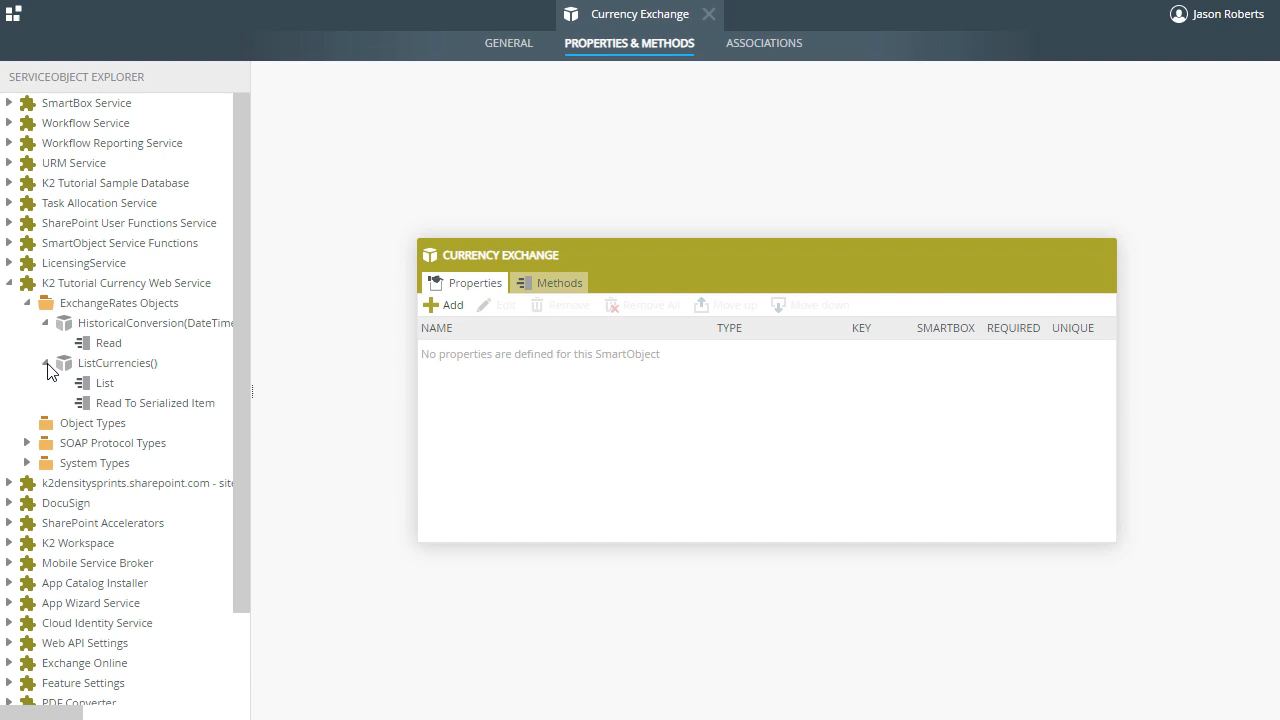 Currency Exchange
Jason Roberts
GENERAL
PROPERTIES & METHODS
ASSOCIATIONS
SERVICEOBJECT EXPLORER
SmartBox Service
Workflow Service
Workflow Reporting Service
URM Service
K2 Tutorial Sample Database
Task Allocation Service
SharePoint User Functions Service
SmartObject Service Functions
LicensingService
K2 Tutorial Currency Web Service
ExchangeRates Objects
HistoricalConversion(DateTime
Read
ListCurrencies()
List
Read To Serialized Item
Object Types
SOAP Protocol Types
System Types
k2densitysprints.sharepoint.com - site
DocuSign
SharePoint Accelerators
K2 Workspace
Mobile Service Broker
App Catalog Installer
App Wizard Service
Cloud Identity Service
Web API Settings
Exchange Online
Feature Settings
PDF Converter
CURRENCY EXCHANGE
Properties Methods
Add Edit Remove Remove All Move up Move down
NAME TYPE KEY SMARTBOX REQUIRED UNIQUE
No properties are defined for this SmartObject